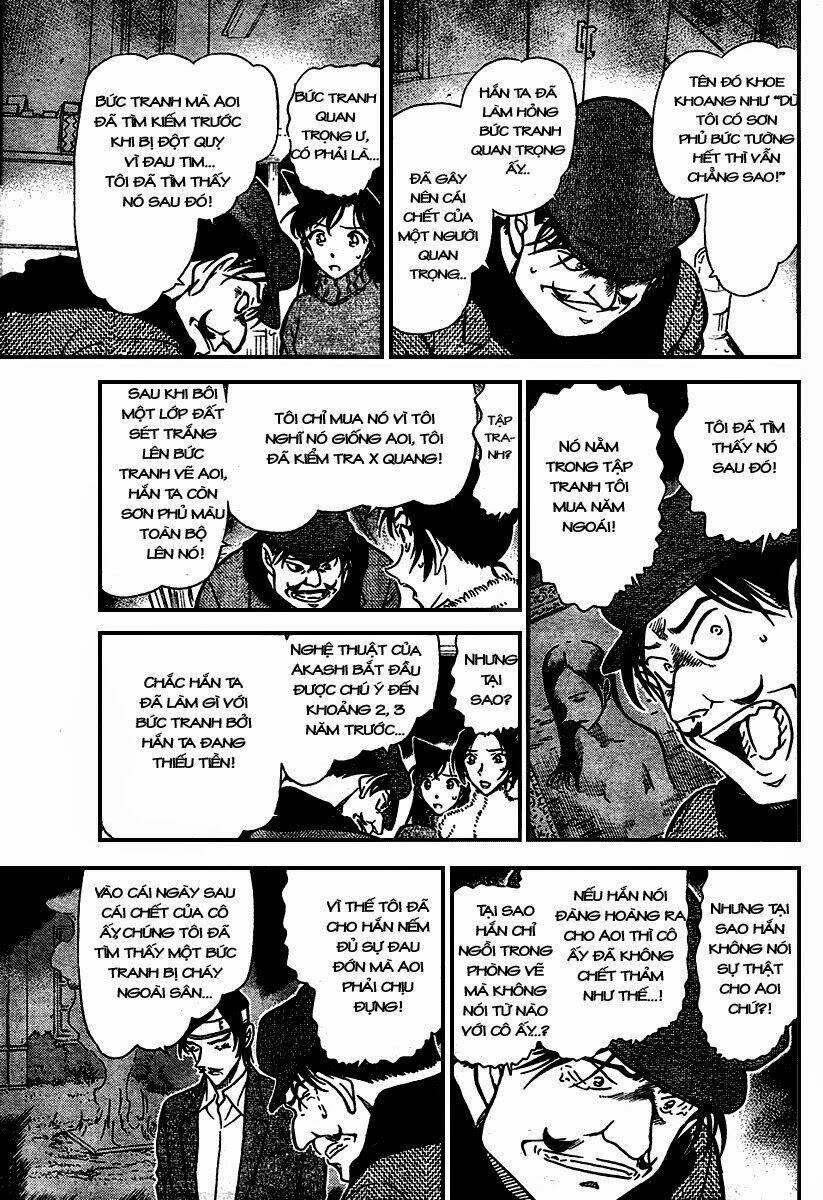 TÊN ĐÓ KHOE
KHOANG NHƯ "DÙ
TÔI CÓ SƠN
PHỦ BỨC TƯỜNG
HẾT THÌ VẪN
CHẲNG SAO!"
HẮN TA ĐÃ
LÀM HỎNG
BỨC TRANH
QUAN TRỌNG
ẤY...
ĐÃ GÂY
NÊN CÁI
CHẾT CỦA
MỘT NGƯỜI
QUAN
TRỌNG...
BỨC TRANH
QUAN
TRỌNG Ư,
CÓ PHẢI LÀ...
BỨC TRANH MÀ AOI
ĐÃ TÌM KIẾM TRƯỚC
KHI BỊ ĐỘT QUỴ
VÌ ĐAU TIM...
TÔI ĐÃ TÌM THẤY
NÓ SAU ĐÓ!
TÔI ĐÃ TÌM
THẤY NÓ
SAU ĐÓ!
NÓ NẰM
TRONG TẬP
TRANH TÔI
MUA NĂM
NGOÁI!
TẬP
TRA-
NH?
TÔI CHỈ MUA NÓ VÌ TÔI
NGHĨ NÓ GIỐNG AOI, TÔI
ĐÃ KIỂM TRA X QUANG!
SAU KHI BÔI
MỘT LỚP ĐẤT
SÉT TRẮNG
LÊN BỨC
TRANH VẼ AOI,
HẮN TA CÒN
SƠN PHỦ MÀU
TOÀN BỘ
LÊN NÓ!
NHƯNG
TẠI
SAO?
NGHỆ THUẬT CỦA
AKASHI BẮT ĐẦU
ĐƯỢC CHÚ Ý ĐẾN
KHOẢNG 2, 3
NĂM TRƯỚC...
CHẮC HẮN TA
ĐÃ LÀM GÌ VỚI
BỨC TRANH BỞI
HẮN TA ĐANG
THIẾU TIỀN!
NHƯNG TẠI
SAO HẮN
KHÔNG NÓI
SỰ THẬT
CHO AOI
CHỨ?!
NẾU HẮN NÓI
ĐÀNG HOÀNG RA
CHO AOI THÌ CÔ
ẤY ĐÃ KHÔNG
CHẾT THẢM
NHƯ THẾ...!
TẠI SAO
HẮN CHỈ
NGỒI TRONG
PHÒNG VẼ
MÀ KHÔNG
NÓI TỪ NÀO
VỚI CÔ ẤY..?
VÌ THẾ TÔI ĐÃ
CHO HẮN NẾM
ĐỦ SỰ ĐAU
ĐỚN MÀ AOI
PHẢI CHỊU
ĐỰNG!
VÀO CÁI NGÀY SAU
CÁI CHẾT CỦA CÔ
ẤY, CHÚNG TÔI ĐÃ
TÌM THẤY MỘT BỨC
TRANH BỊ CHÁY
NGOÀI SÂN...